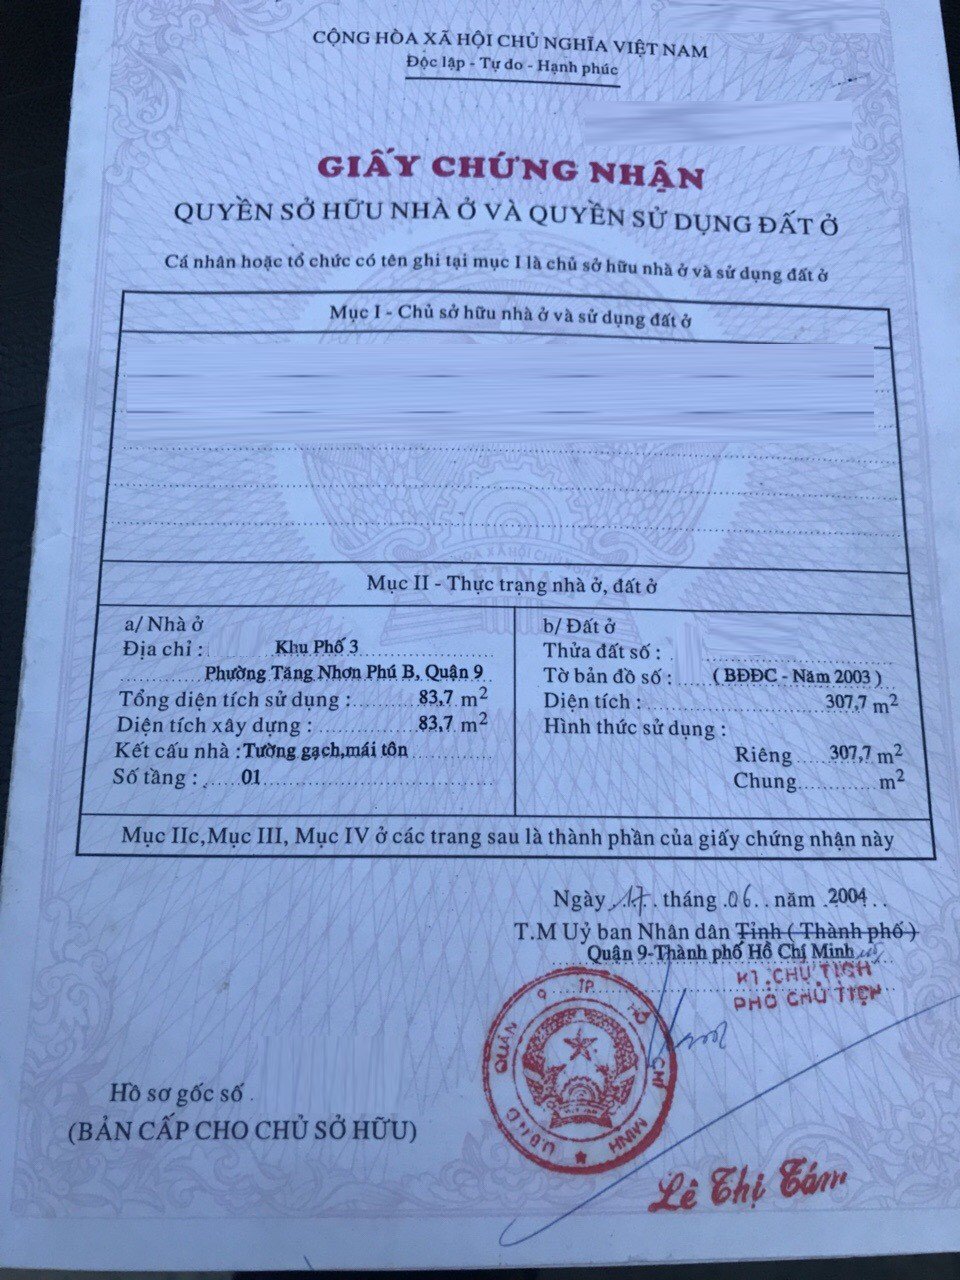 CỘNG HÒA XÃ HỘI CHỦ NGHĨA VIỆT NAM
Độc lập - Tự do - Hạnh phúc
GIẤY CHỨNG NHẬN
QUYỀN SỞ HỮU NHÀ Ở VÀ QUYỀN SỬ DỤNG ĐẤT Ở
Cá nhân hoặc tổ chức có tên ghi tại mục I là chủ sở hữu nhà ở và sử dụng đất ở
Mục I - Chủ sở hữu nhà ở và sử dụng đất ở
Mục II - Thực trạng nhà ở, đất ở
a/ Nhà ở
Địa chỉ : Khu Phố 3
Phường Tăng Nhơn Phú B, Quận 9
Tổng diện tích sử dụng : 83,7 m²
Diện tích xây dựng : 83,7 m²
Kết cấu nhà : Tường gạch,mái tôn
Số tầng : 01
b/ Đất ở
Thửa đất số :
Tờ bản đồ số : ( BĐĐC - Năm 2003 )
Diện tích : 307,7 m²
Hình thức sử dụng :
Riêng 307,7 m²
Chung m²
Mục IIc,Mục III, Mục IV ở các trang sau là thành phần của giấy chứng nhận này
Ngày 17 tháng 06 năm 2004
T.M Uỷ ban Nhân dân Tỉnh ( Thành phố )
Quận 9-Thành phố Hồ Chí Minh
KT.CHỦ TỊCH
PHÓ CHỦ TỊCH
U.B.N.D QUẬN 9 TP. HỒ CHÍ MINH
Hồ sơ gốc số
(BẢN CẤP CHO CHỦ SỞ HỮU)
Lê Thị Tám